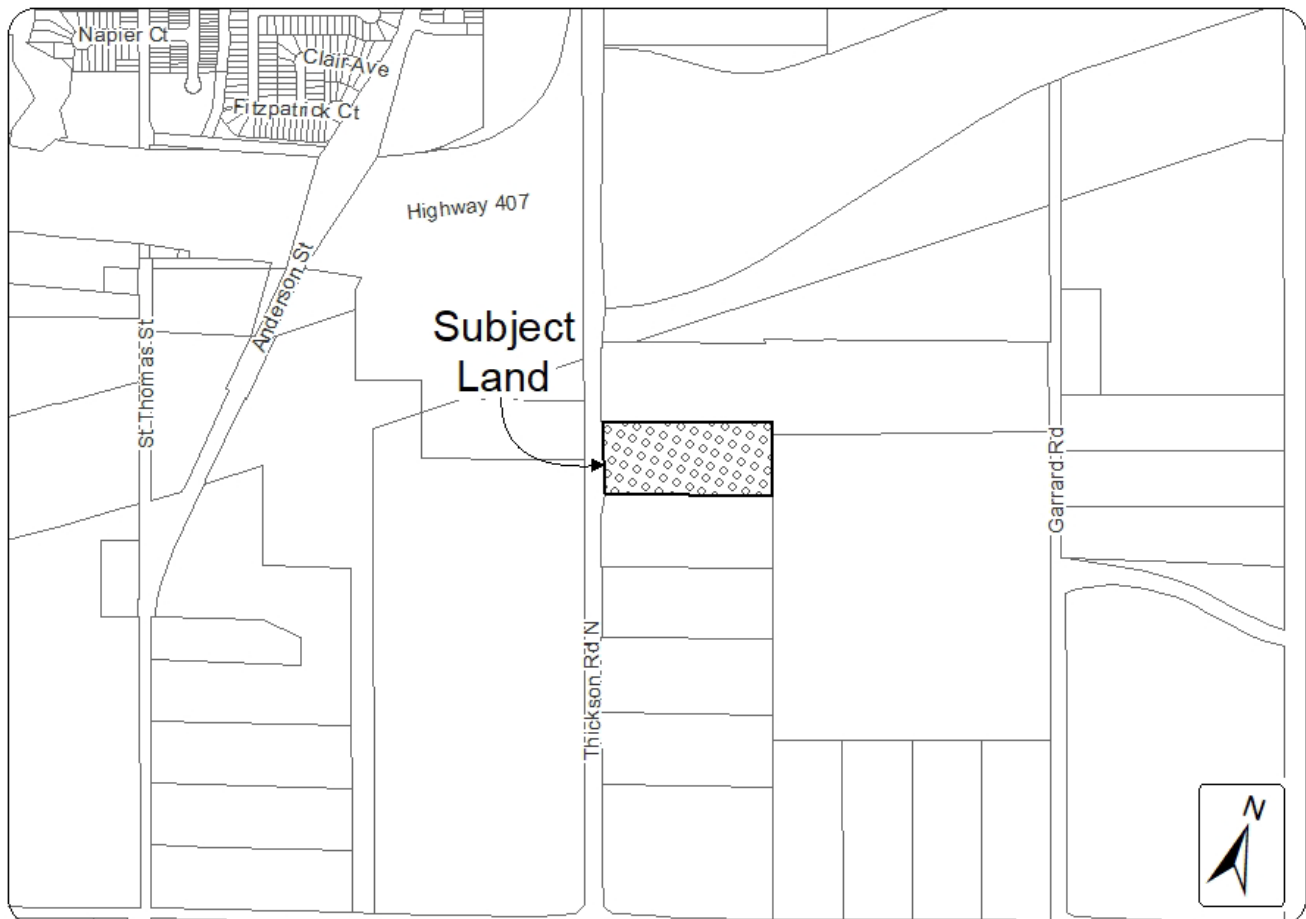 Napier Ct
Clair Ave
Fitzpatrick Ct
Highway 407
Anderson St
St Thomas St
Subject
Land
Garrard Rd
Thickson Rd N
N